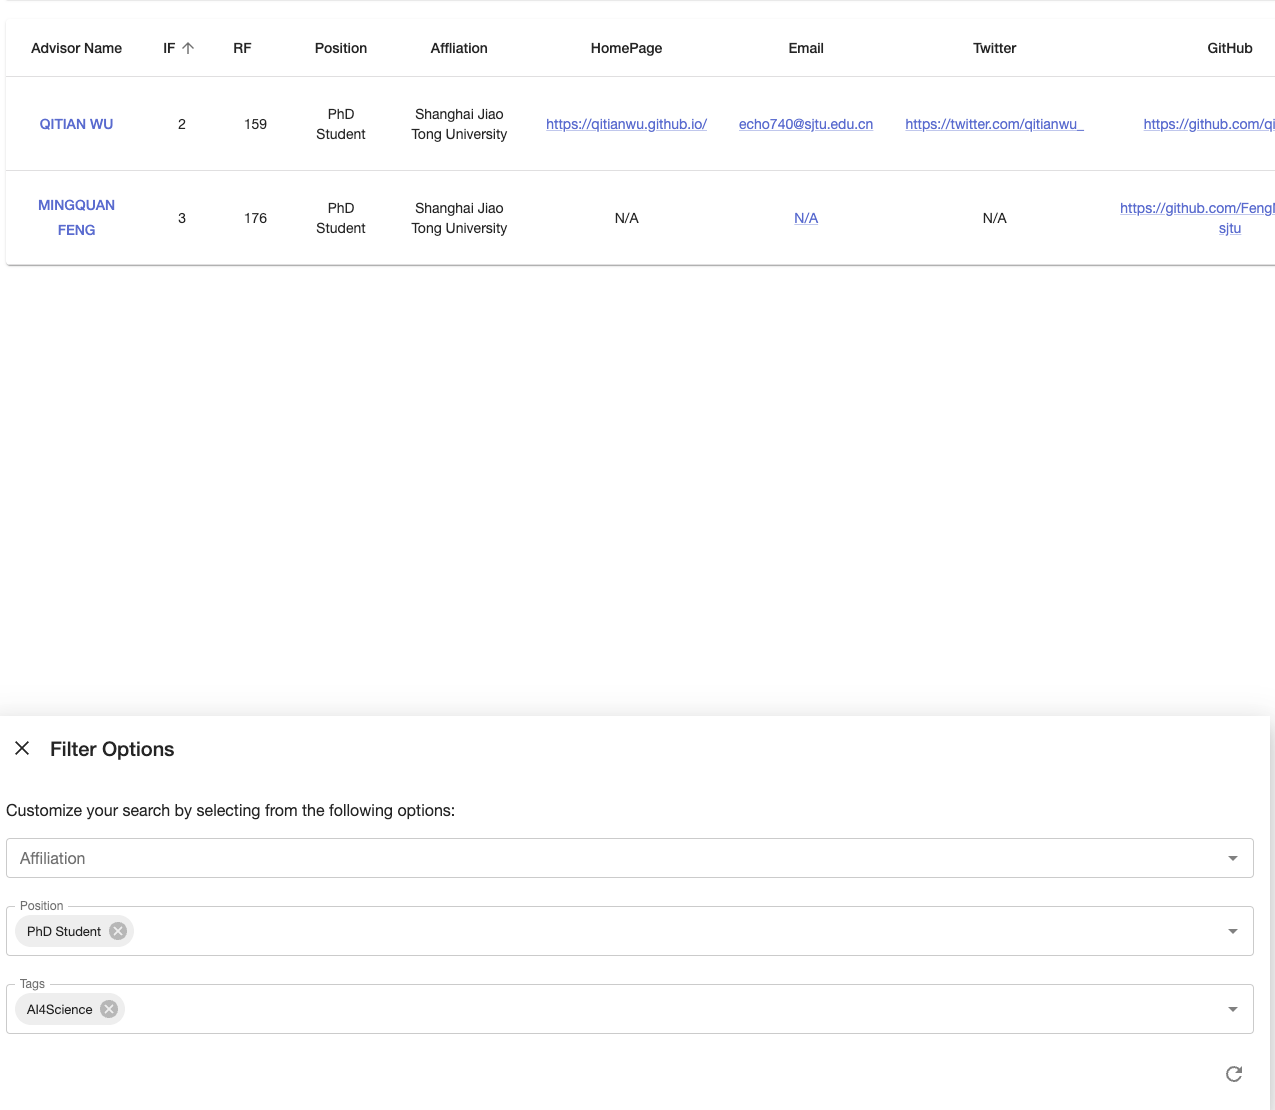 Advisor Name IF RF Position Affliation HomePage Email Twitter GitHub
QITIAN WU 2 159 PhD Student Shanghai Jiao Tong University https://qitianwu.github.io/ echo740@sjtu.edu.cn https://twitter.com/qitianwu_ https://github.com/qi
MINGQUAN FENG 3 176 PhD Student Shanghai Jiao Tong University N/A N/A N/A https://github.com/Feng sjtu
Filter Options
Customize your search by selecting from the following options:
Affiliation
Position
PhD Student
Tags
AI4Science